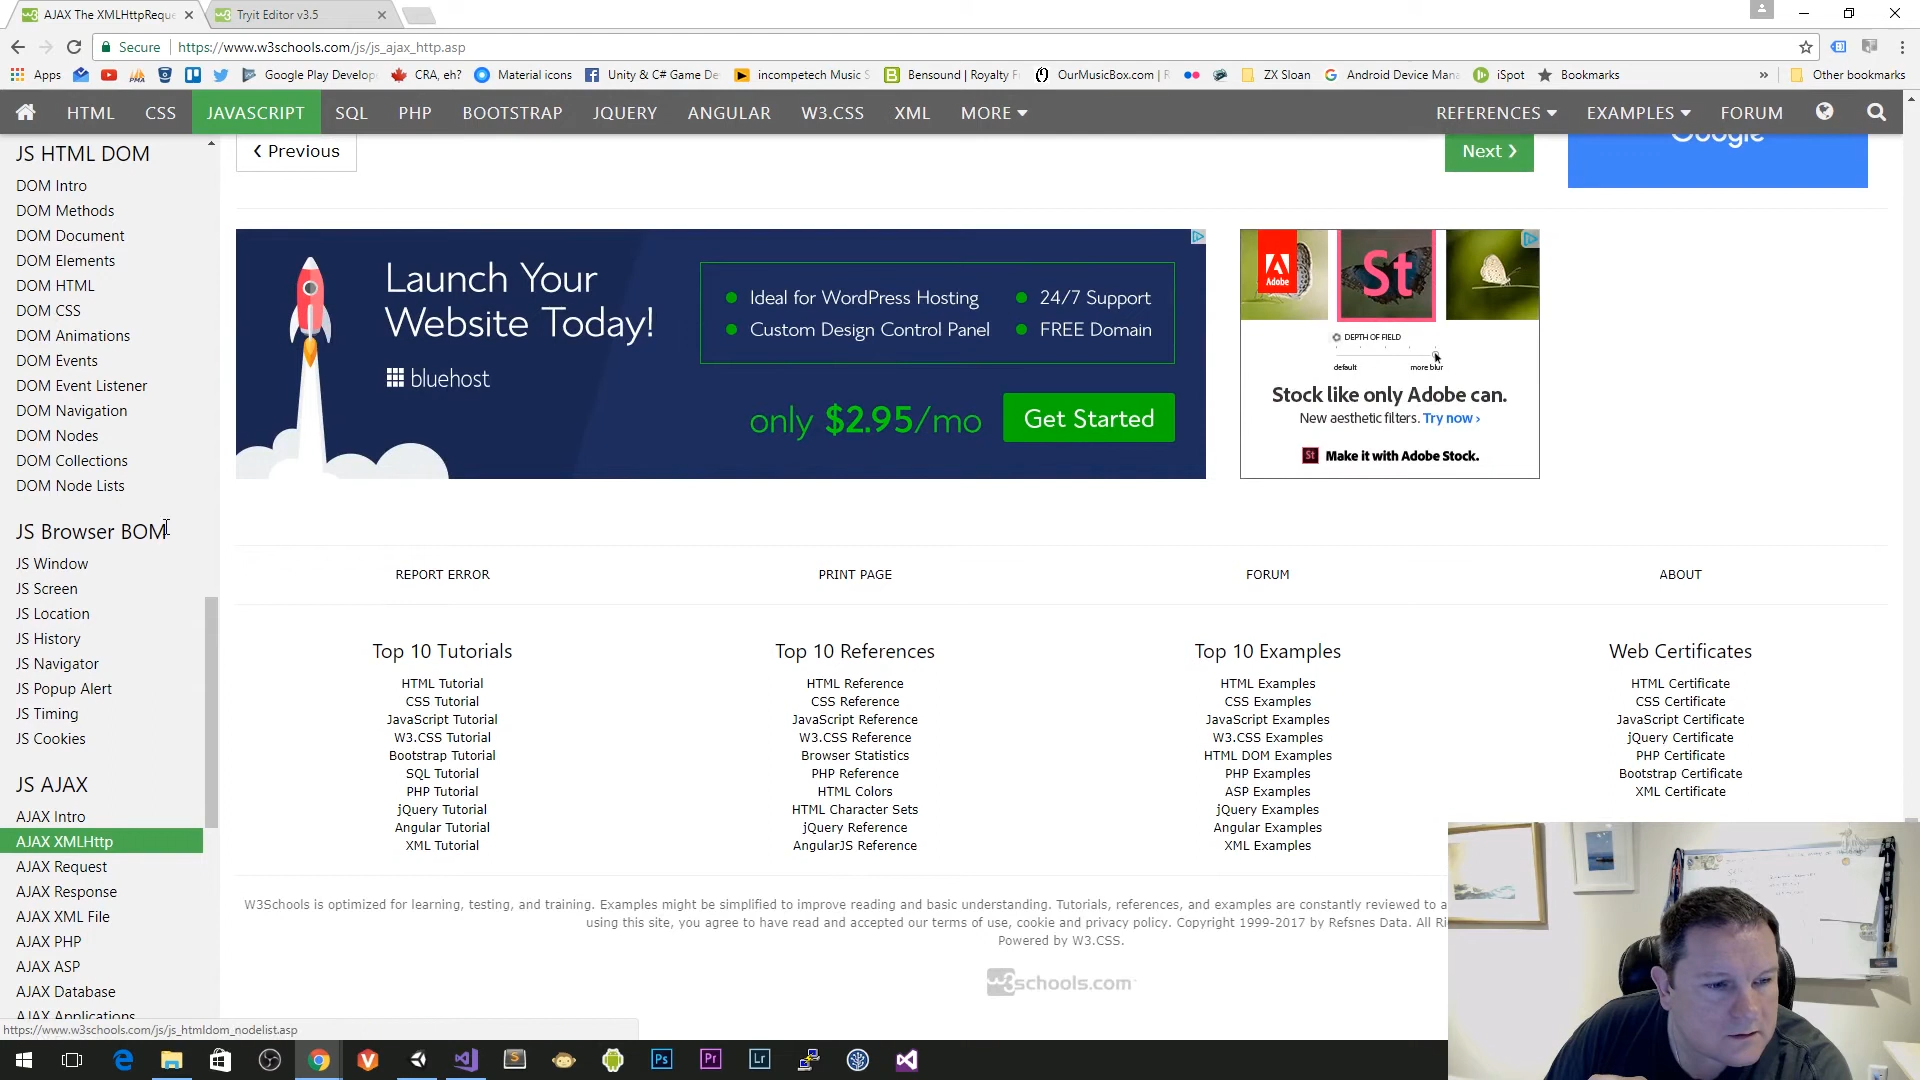 AJAX The XMLHttpReque
Tryit Editor v3.5
Secure
https://www.w3schools.com/js/js_ajax_http.asp
Apps
Google Play Develop
CRA, eh?
Material icons
Unity & C# Game De
incompetech Music S
Bensound | Royalty F
OurMusicBox.com | R
ZX Sloan
Android Device Mana
iSpot
Bookmarks
Other bookmarks
HTML
CSS
JAVASCRIPT
SQL
PHP
BOOTSTRAP
JQUERY
ANGULAR
W3.CSS
XML
MORE
REFERENCES
EXAMPLES
FORUM
JS HTML DOM
DOM Intro
DOM Methods
DOM Document
DOM Elements
DOM HTML
DOM CSS
DOM Animations
DOM Events
DOM Event Listener
DOM Navigation
DOM Nodes
DOM Collections
DOM Node Lists
JS Browser BOM
JS Window
JS Screen
JS Location
JS History
JS Navigator
JS Popup Alert
JS Timing
JS Cookies
JS AJAX
AJAX Intro
AJAX XMLHttp
AJAX Request
AJAX Response
AJAX XML File
AJAX PHP
AJAX ASP
AJAX Database
AJAX Applications
❮ Previous
Next ❯
Google
Launch Your
Website Today!
bluehost
Ideal for WordPress Hosting
24/7 Support
Custom Design Control Panel
FREE Domain
only $2.95/mo
Get Started
Adobe
St
DEPTH OF FIELD
default
more blur
Stock like only Adobe can.
New aesthetic filters. Try now ›
St Make it with Adobe Stock.
REPORT ERROR
PRINT PAGE
FORUM
ABOUT
Top 10 Tutorials
HTML Tutorial
CSS Tutorial
JavaScript Tutorial
W3.CSS Tutorial
Bootstrap Tutorial
SQL Tutorial
PHP Tutorial
jQuery Tutorial
Angular Tutorial
XML Tutorial
Top 10 References
HTML Reference
CSS Reference
JavaScript Reference
W3.CSS Reference
Browser Statistics
PHP Reference
HTML Colors
HTML Character Sets
jQuery Reference
AngularJS Reference
Top 10 Examples
HTML Examples
CSS Examples
JavaScript Examples
W3.CSS Examples
HTML DOM Examples
PHP Examples
ASP Examples
jQuery Examples
Angular Examples
XML Examples
Web Certificates
HTML Certificate
CSS Certificate
JavaScript Certificate
jQuery Certificate
PHP Certificate
Bootstrap Certificate
XML Certificate
W3Schools is optimized for learning, testing, and training. Examples might be simplified to improve reading and basic understanding. Tutorials, references, and examples are constantly reviewed to a
using this site, you agree to have read and accepted our terms of use, cookie and privacy policy. Copyright 1999-2017 by Refsnes Data. All Ri
Powered by W3.CSS.
w3schools.com
https://www.w3schools.com/js/js_htmldom_nodelist.asp
Ps
Pr
Lr